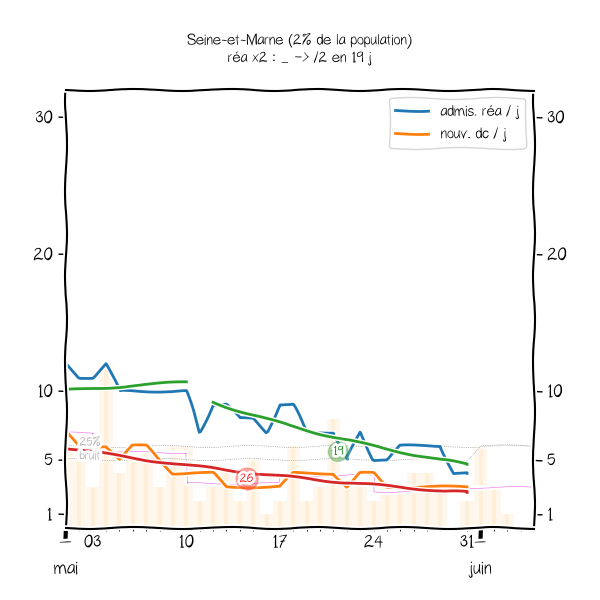 Seine-et-Marne (2% de la population)
réa x2 : _ -> /2 en 19 j
admis. réa / j
nouv. dc / j
30
30
20
20
10
10
25%
bruit
5
5
19
26
1
1
03
10
17
24
31
mai
juin